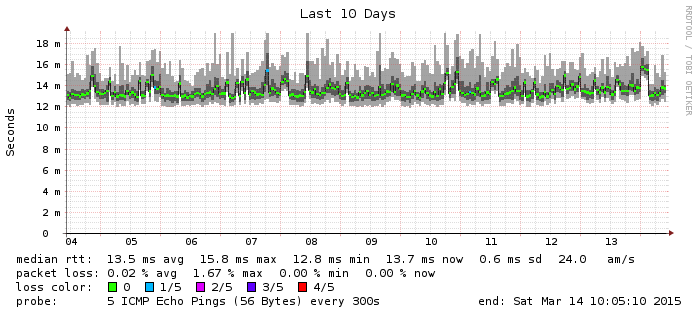 Last 10 Days
RRDTOOL / TOBI OETIKER
Seconds
18 m
16 m
14 m
12 m
10 m
8 m
6 m
4 m
2 m
0
04 05 06 07 08 09 10 11 12 13
median rtt: 13.5 ms avg 15.8 ms max 12.8 ms min 13.7 ms now 0.6 ms sd 24.0 am/s
packet loss: 0.02 % avg 1.67 % max 0.00 % min 0.00 % now
loss color: 0 1/5 2/5 3/5 4/5
probe: 5 ICMP Echo Pings (56 Bytes) every 300s end: Sat Mar 14 10:05:10 2015